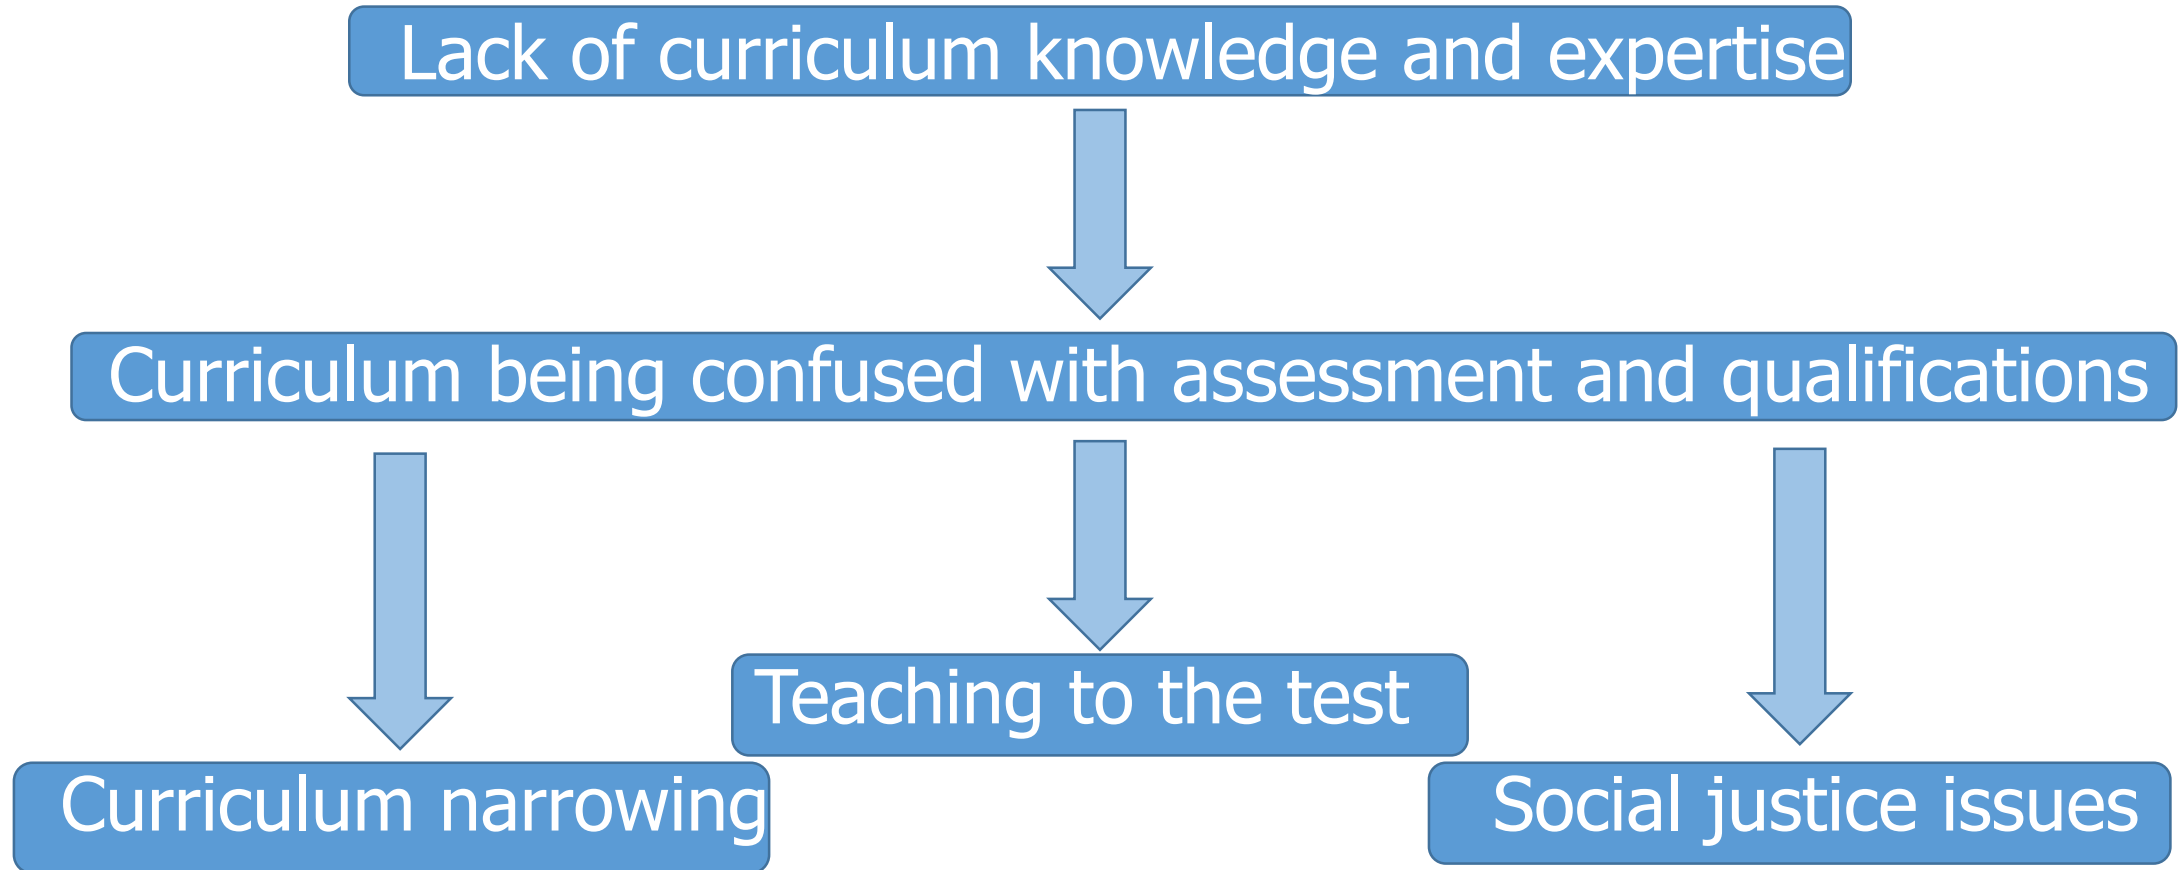 Lack of curriculum knowledge and expertise
Curriculum being confused with assessment and qualifications
Teaching to the test
Curriculum narrowing
Social justice issues